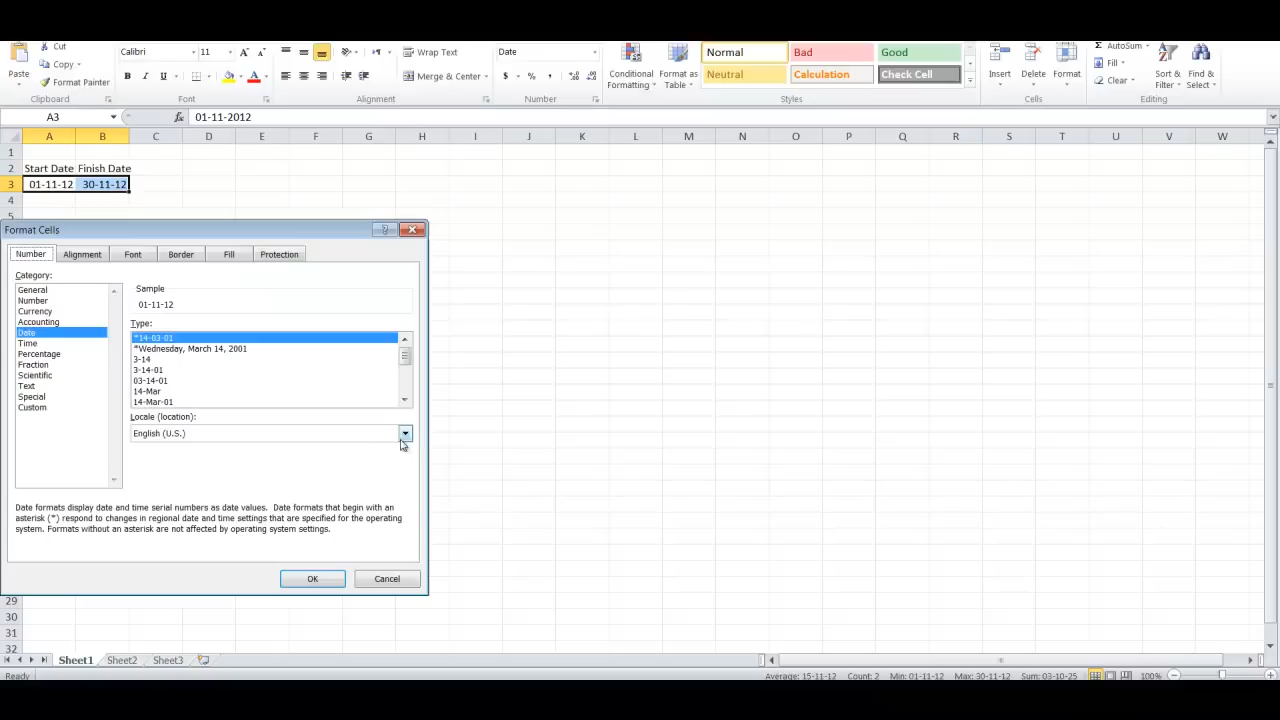 Cut
Calibri 11 A A Wrap Text Date Normal Bad Good AutoSum
Copy Fill
Paste Format Painter B I U A Merge & Center $ % , Conditional Formatting Format as Table Neutral Calculation Check Cell Insert Delete Format Clear Sort & Filter Find & Select
Clipboard Font Alignment Number Styles Cells Editing
A3 fx 01-11-2012
A B C D E F G H I J K L M N O P Q R S T U V W
1
2 Start Date Finish Date
3 01-11-12 30-11-12
4
5
Format Cells ?
Number Alignment Font Border Fill Protection
Category:
General
Number
Currency
Accounting
Date
Time
Percentage
Fraction
Scientific
Text
Special
Custom
Sample
01-11-12
Type:
*14-03-01
*Wednesday, March 14, 2001
3-14
3-14-01
03-14-01
14-Mar
14-Mar-01
Locale (location):
English (U.S.)
Date formats display date and time serial numbers as date values. Date formats that begin with an
asterisk (*) respond to changes in regional date and time settings that are specified for the operating
system. Formats without an asterisk are not affected by operating system settings.
OK Cancel
29
30
31
32
Sheet1 Sheet2 Sheet3
Ready Average: 15-11-12 Count: 2 Min: 01-11-12 Max: 30-11-12 Sum: 03-10-25 100%